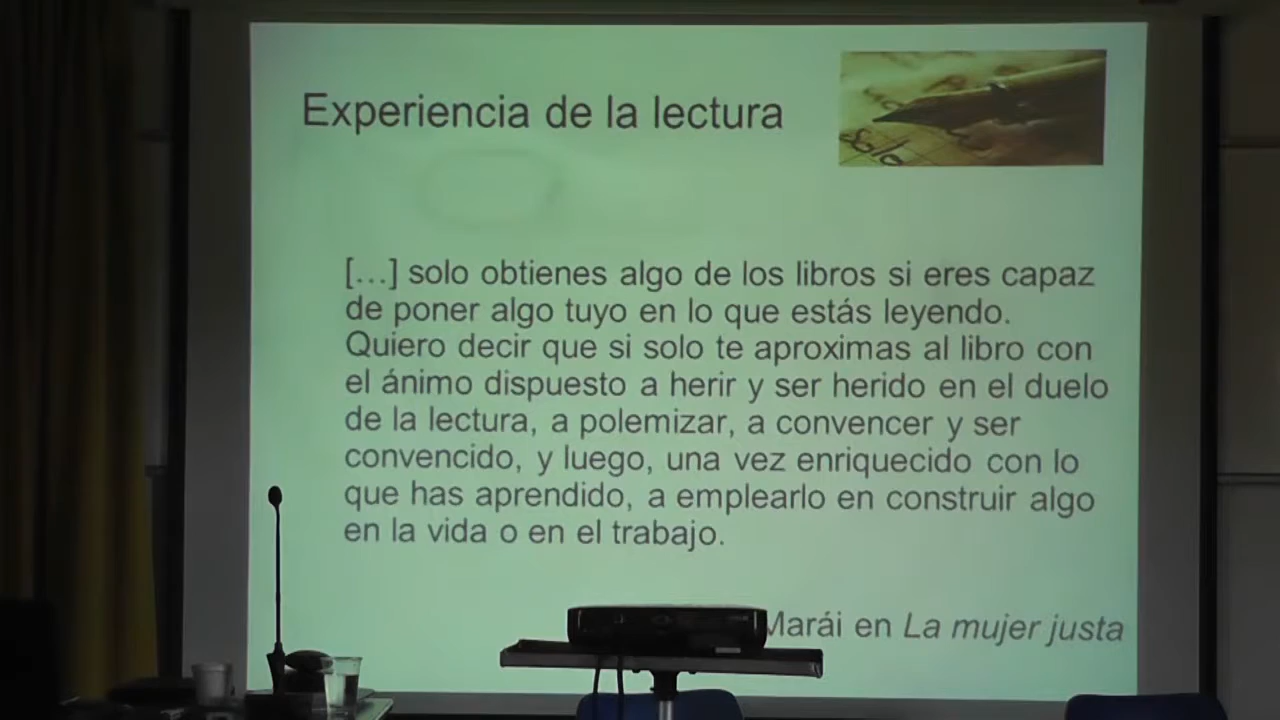 Experiencia de la lectura
[…] solo obtienes algo de los libros si eres capaz
de poner algo tuyo en lo que estás leyendo.
Quiero decir que si solo te aproximas al libro con
el ánimo dispuesto a herir y ser herido en el duelo
de la lectura, a polemizar, a convencer y ser
convencido, y luego, una vez enriquecido con lo
que has aprendido, a emplearlo en construir algo
en la vida o en el trabajo.
Marái en La mujer justa